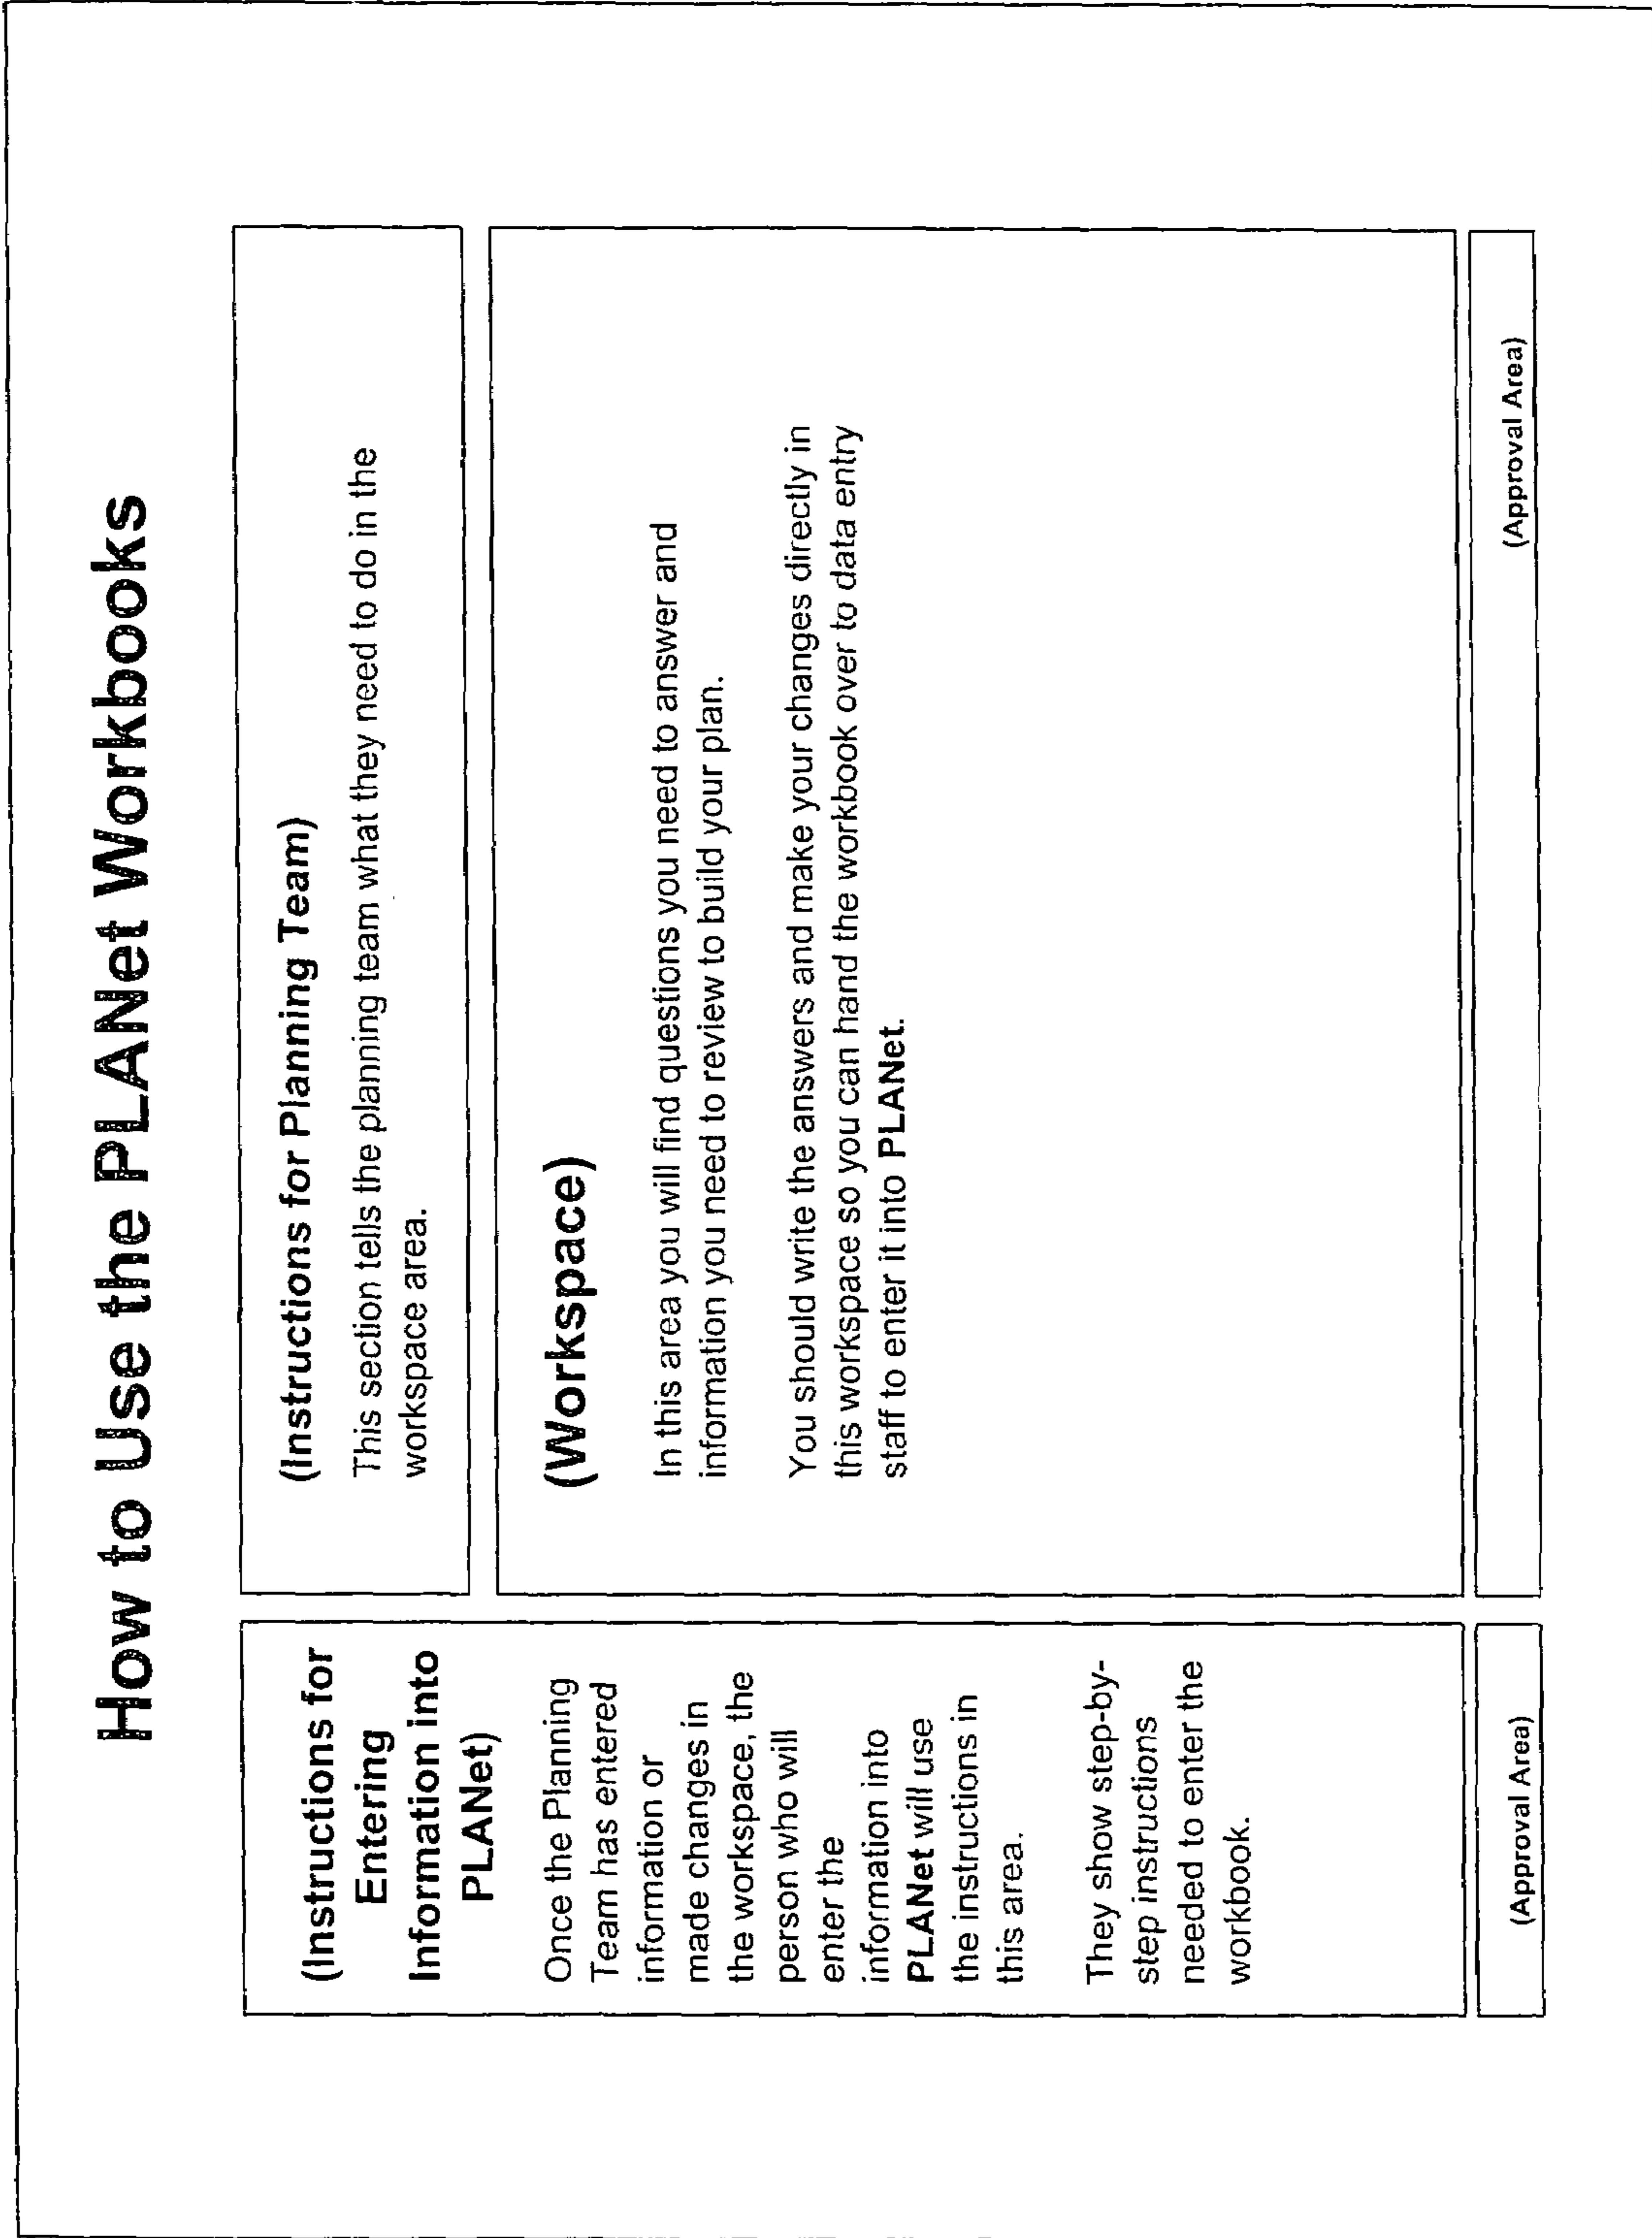 How to Use the PLANet Workbooks
(Instructions for
Entering
Information into
PLANet)
Once the Planning
Team has entered
information or
made changes in
the workspace, the
person who will
enter the
information into
PLANet will use
the instructions in
this area.
They show step-by-
step instructions
needed to enter the
workbook.
(Approval Area)
(Instructions for Planning Team)
This section tells the planning team what they need to do in the
workspace area.
(Workspace)
In this area you will find questions you need to answer and
information you need to review to build your plan.
You should write the answers and make your changes directly in
this workspace so you can hand the workbook over to data entry
staff to enter it into PLANet.
(Approval Area)